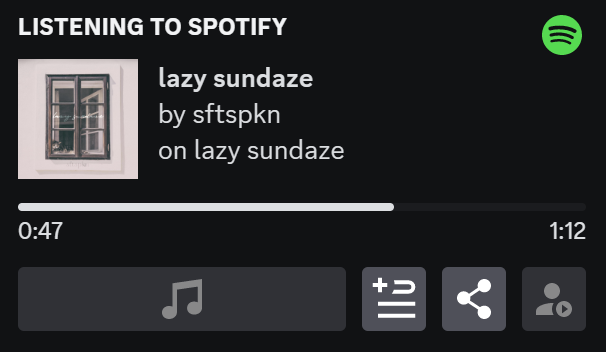 LISTENING TO SPOTIFY
lazy sundaze
by sftspkn
on lazy sundaze
0:47
1:12